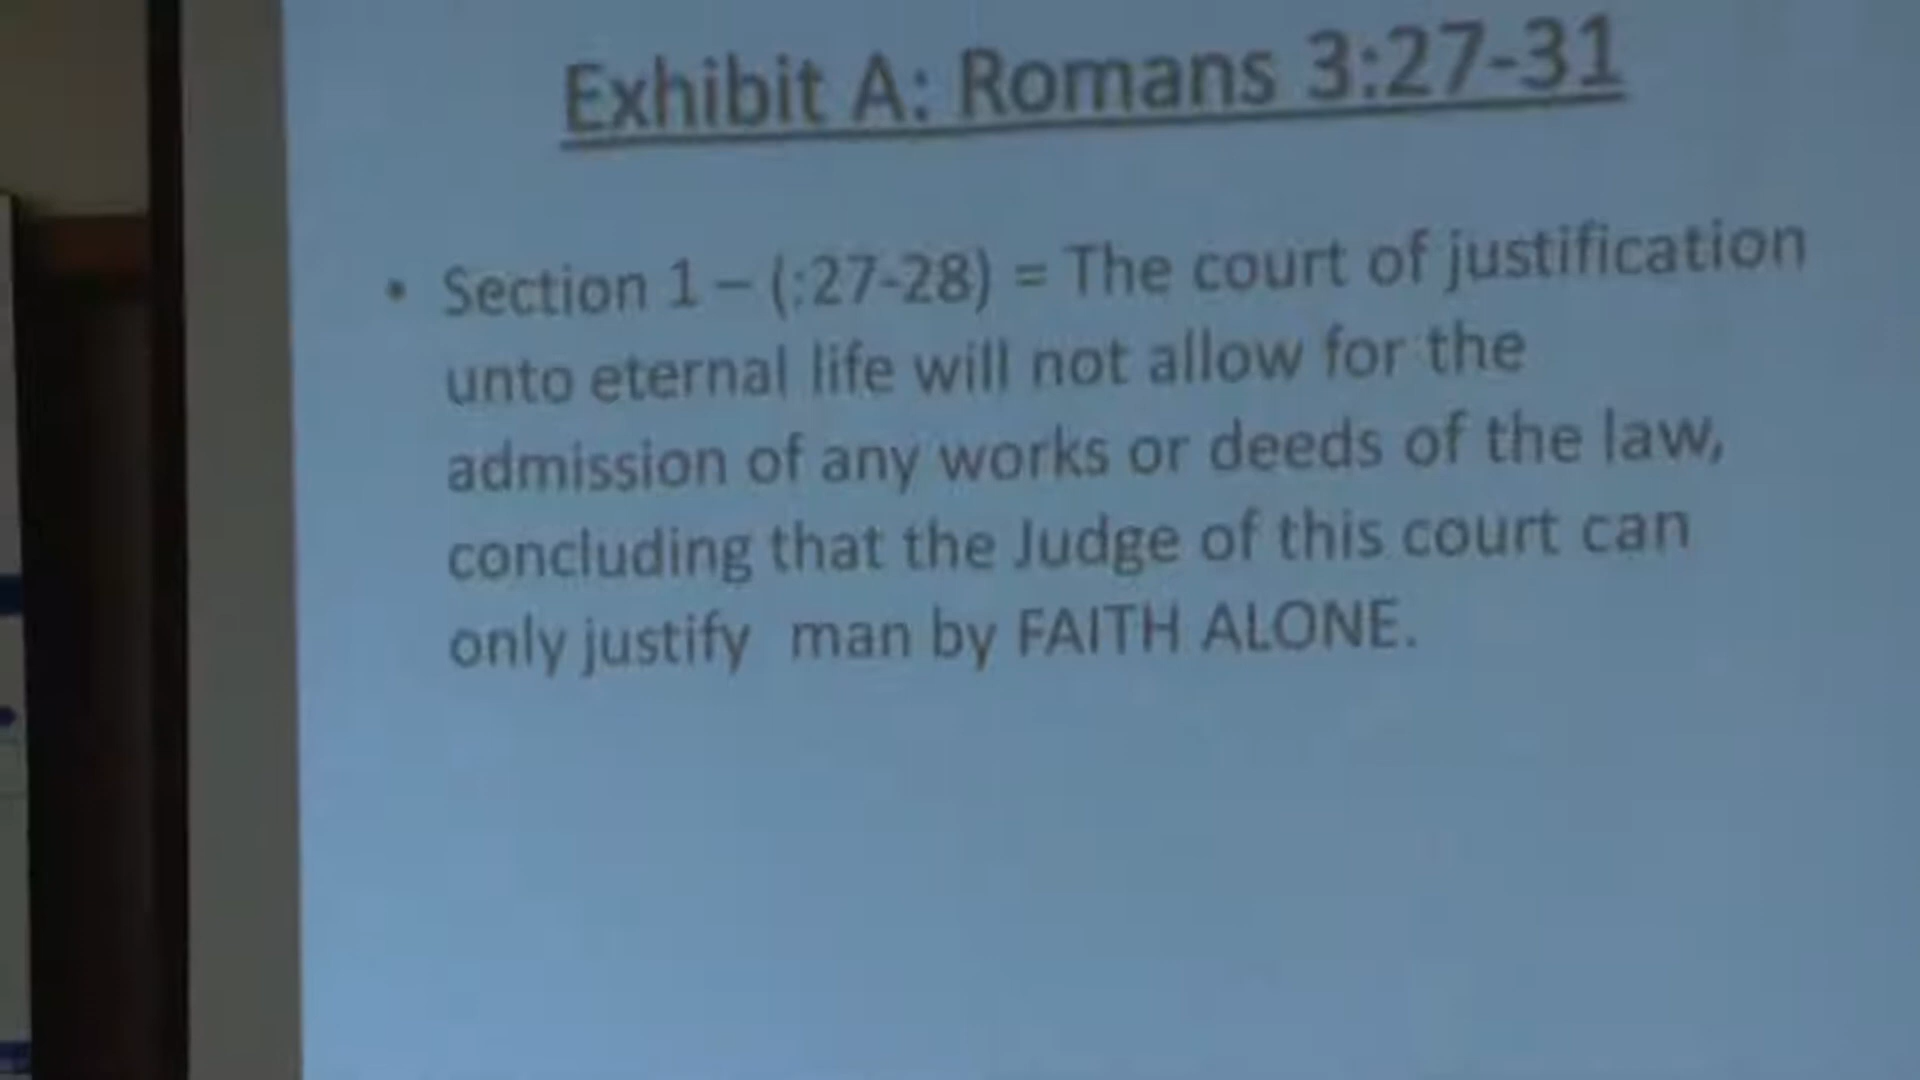 Exhibit A: Romans 3:27-31
• Section 1 – (:27-28) = The court of justification
unto eternal life will not allow for the
admission of any works or deeds of the law,
concluding that the Judge of this court can
only justify  man by FAITH ALONE.